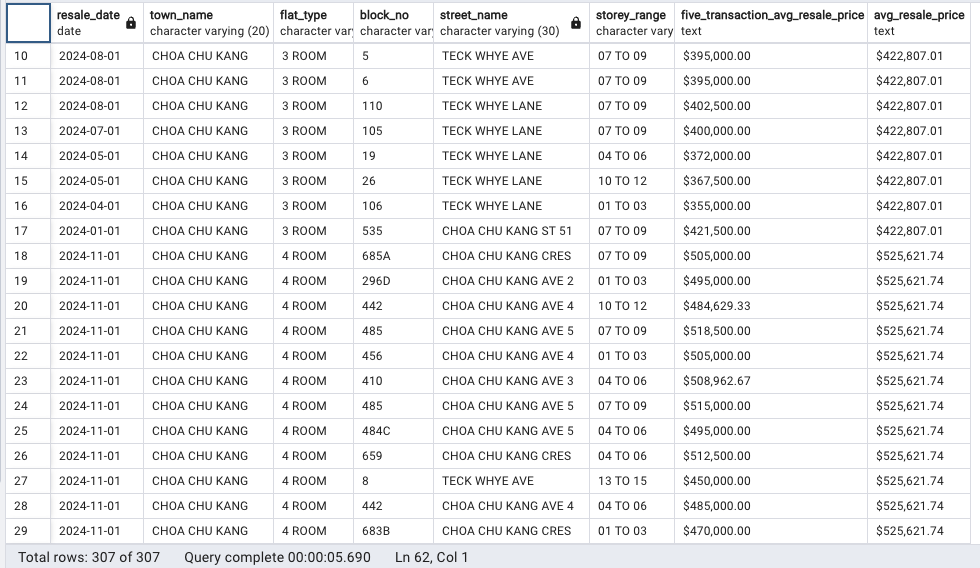 resale_date town_name flat_type block_no street_name storey_range five_transaction_avg_resale_price avg_resale_price
date character varying (20) character var character var character varying (30) character vary text text
10 2024-08-01 CHOA CHU KANG 3 ROOM 5 TECK WHYE AVE 07 TO 09 $395,000.00 $422,807.01
11 2024-08-01 CHOA CHU KANG 3 ROOM 6 TECK WHYE AVE 07 TO 09 $395,000.00 $422,807.01
12 2024-08-01 CHOA CHU KANG 3 ROOM 110 TECK WHYE LANE 07 TO 09 $402,500.00 $422,807.01
13 2024-07-01 CHOA CHU KANG 3 ROOM 105 TECK WHYE LANE 07 TO 09 $400,000.00 $422,807.01
14 2024-05-01 CHOA CHU KANG 3 ROOM 19 TECK WHYE LANE 04 TO 06 $372,000.00 $422,807.01
15 2024-05-01 CHOA CHU KANG 3 ROOM 26 TECK WHYE LANE 10 TO 12 $367,500.00 $422,807.01
16 2024-04-01 CHOA CHU KANG 3 ROOM 106 TECK WHYE LANE 01 TO 03 $355,000.00 $422,807.01
17 2024-01-01 CHOA CHU KANG 3 ROOM 535 CHOA CHU KANG ST 51 07 TO 09 $421,500.00 $422,807.01
18 2024-11-01 CHOA CHU KANG 4 ROOM 685A CHOA CHU KANG CRES 07 TO 09 $505,000.00 $525,621.74
19 2024-11-01 CHOA CHU KANG 4 ROOM 296D CHOA CHU KANG AVE 2 01 TO 03 $495,000.00 $525,621.74
20 2024-11-01 CHOA CHU KANG 4 ROOM 442 CHOA CHU KANG AVE 4 10 TO 12 $484,629.33 $525,621.74
21 2024-11-01 CHOA CHU KANG 4 ROOM 485 CHOA CHU KANG AVE 5 07 TO 09 $518,500.00 $525,621.74
22 2024-11-01 CHOA CHU KANG 4 ROOM 456 CHOA CHU KANG AVE 4 01 TO 03 $505,000.00 $525,621.74
23 2024-11-01 CHOA CHU KANG 4 ROOM 410 CHOA CHU KANG AVE 3 04 TO 06 $508,962.67 $525,621.74
24 2024-11-01 CHOA CHU KANG 4 ROOM 485 CHOA CHU KANG AVE 5 07 TO 09 $515,000.00 $525,621.74
25 2024-11-01 CHOA CHU KANG 4 ROOM 484C CHOA CHU KANG AVE 5 04 TO 06 $495,000.00 $525,621.74
26 2024-11-01 CHOA CHU KANG 4 ROOM 659 CHOA CHU KANG CRES 04 TO 06 $512,500.00 $525,621.74
27 2024-11-01 CHOA CHU KANG 4 ROOM 8 TECK WHYE AVE 13 TO 15 $450,000.00 $525,621.74
28 2024-11-01 CHOA CHU KANG 4 ROOM 442 CHOA CHU KANG AVE 4 04 TO 06 $485,000.00 $525,621.74
29 2024-11-01 CHOA CHU KANG 4 ROOM 683B CHOA CHU KANG CRES 01 TO 03 $470,000.00 $525,621.74
Total rows: 307 of 307 Query complete 00:00:05.690 Ln 62, Col 1